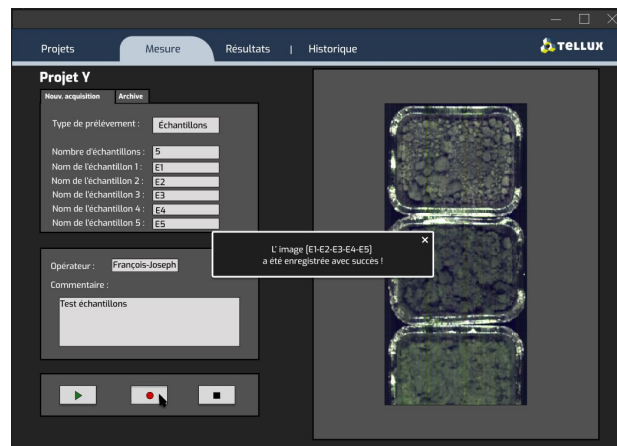 Projets
Mesure
Résultats
|
Historique
TELLUX
Projet Y
Nouv. acquisition
Archive
Type de prélèvement :
Échantillons
Nombre d'échantillons :
5
Nom de l'échantillon 1 :
E1
Nom de l'échantillon 2 :
E2
Nom de l'échantillon 3 :
E3
Nom de l'échantillon 4 :
E4
Nom de l'échantillon 5 :
E5
L' image [E1-E2-E3-E4-E5]
a été enregistrée avec succès !
Opérateur :
François-Joseph
Commentaire :
Test échantillons